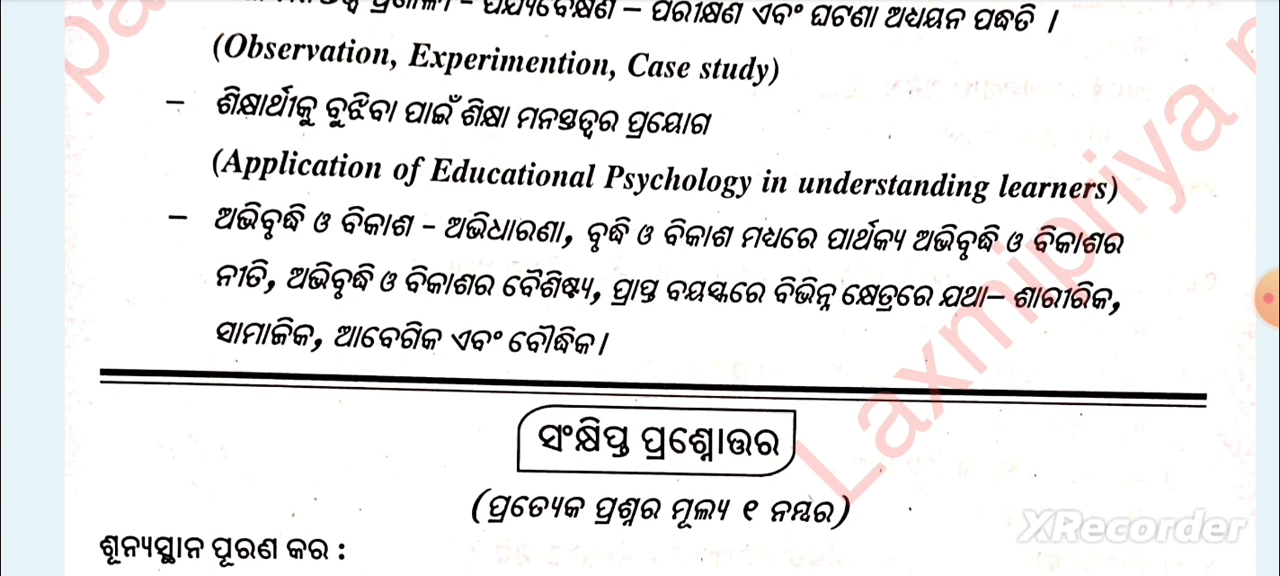 ପର୍ଯ୍ୟବେକ୍ଷଣ – ପରୀକ୍ଷଣ ଏବଂ ଘଟଣା ଅଧ୍ୟୟନ ପଦ୍ଧତି ।
(Observation, Experimention, Case study)
– ଶିକ୍ଷାର୍ଥୀକୁ ବୁଝିବା ପାଇଁ ଶିକ୍ଷା ମନସ୍ତତ୍ତ୍ୱର ପ୍ରୟୋଗ
(Application of Educational Psychology in understanding learners)
– ଅଭିବୃଦ୍ଧି ଓ ବିକାଶ – ଅଭିଧାରଣା, ବୃଦ୍ଧି ଓ ବିକାଶ ମଧ୍ୟରେ ପାର୍ଥକ୍ୟ ଅଭିବୃଦ୍ଧି ଓ ବିକାଶର
ନୀତି, ଅଭିବୃଦ୍ଧି ଓ ବିକାଶର ବୈଶିଷ୍ଟ୍ୟ, ପ୍ରାପ୍ତ ବୟସ୍କରେ ବିଭିନ୍ନ କ୍ଷେତ୍ରରେ ଯଥା– ଶାରୀରିକ,
ସାମାଜିକ, ଆବେଗିକ ଏବଂ ବୌଦ୍ଧିକ।
ସଂକ୍ଷିପ୍ତ ପ୍ରଶ୍ନୋତ୍ତର
(ପ୍ରତ୍ୟେକ ପ୍ରଶ୍ନର ମୂଲ୍ୟ ୧ ନମ୍ବର)
ଶୂନ୍ୟସ୍ଥାନ ପୂରଣ କର :
Laxmipriya
XRecorder